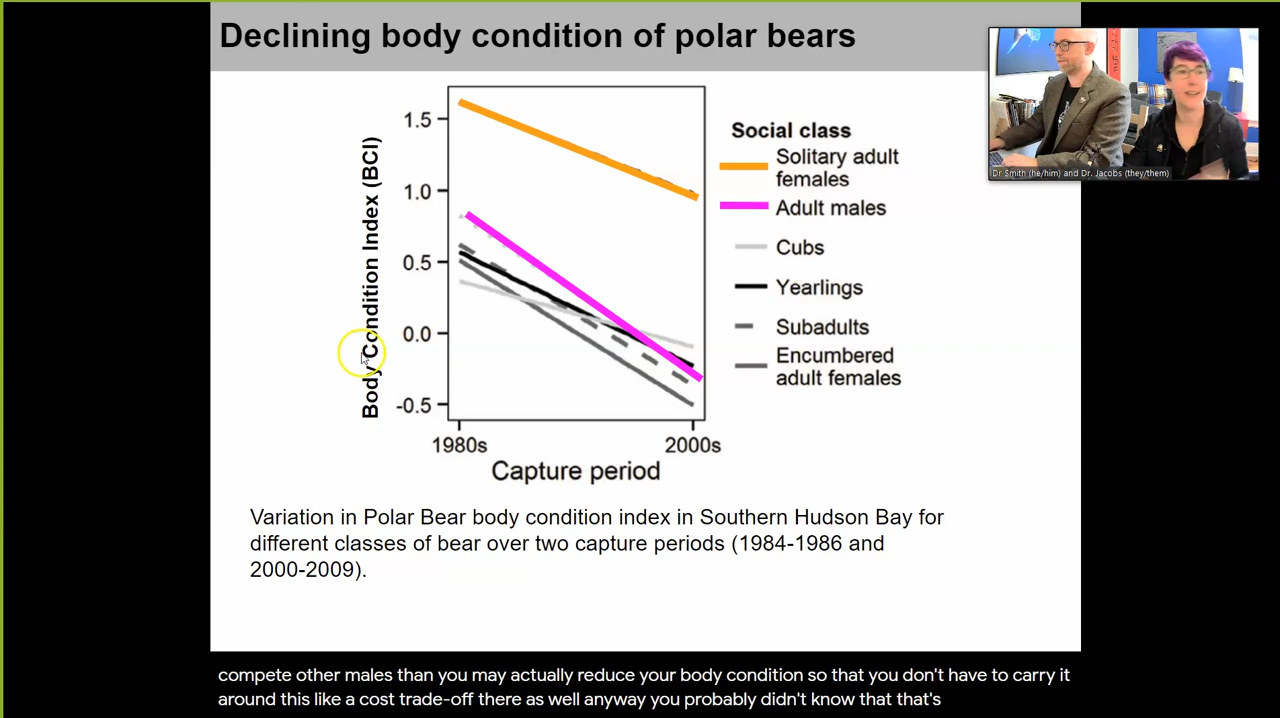 Declining body condition of polar bears
Dr Smith (he/him) and Dr. Jacobs (they/them)
Body Condition Index (BCI)
1.5
1.0
0.5
0.0
-0.5
1980s
2000s
Capture period
Social class
Solitary adult
females
Adult males
Cubs
Yearlings
Subadults
Encumbered
adult females
Variation in Polar Bear body condition index in Southern Hudson Bay for
different classes of bear over two capture periods (1984-1986 and
2000-2009).
compete other males than you may actually reduce your body condition so that you don't have to carry it
around this like a cost trade-off there as well anyway you probably didn't know that that's